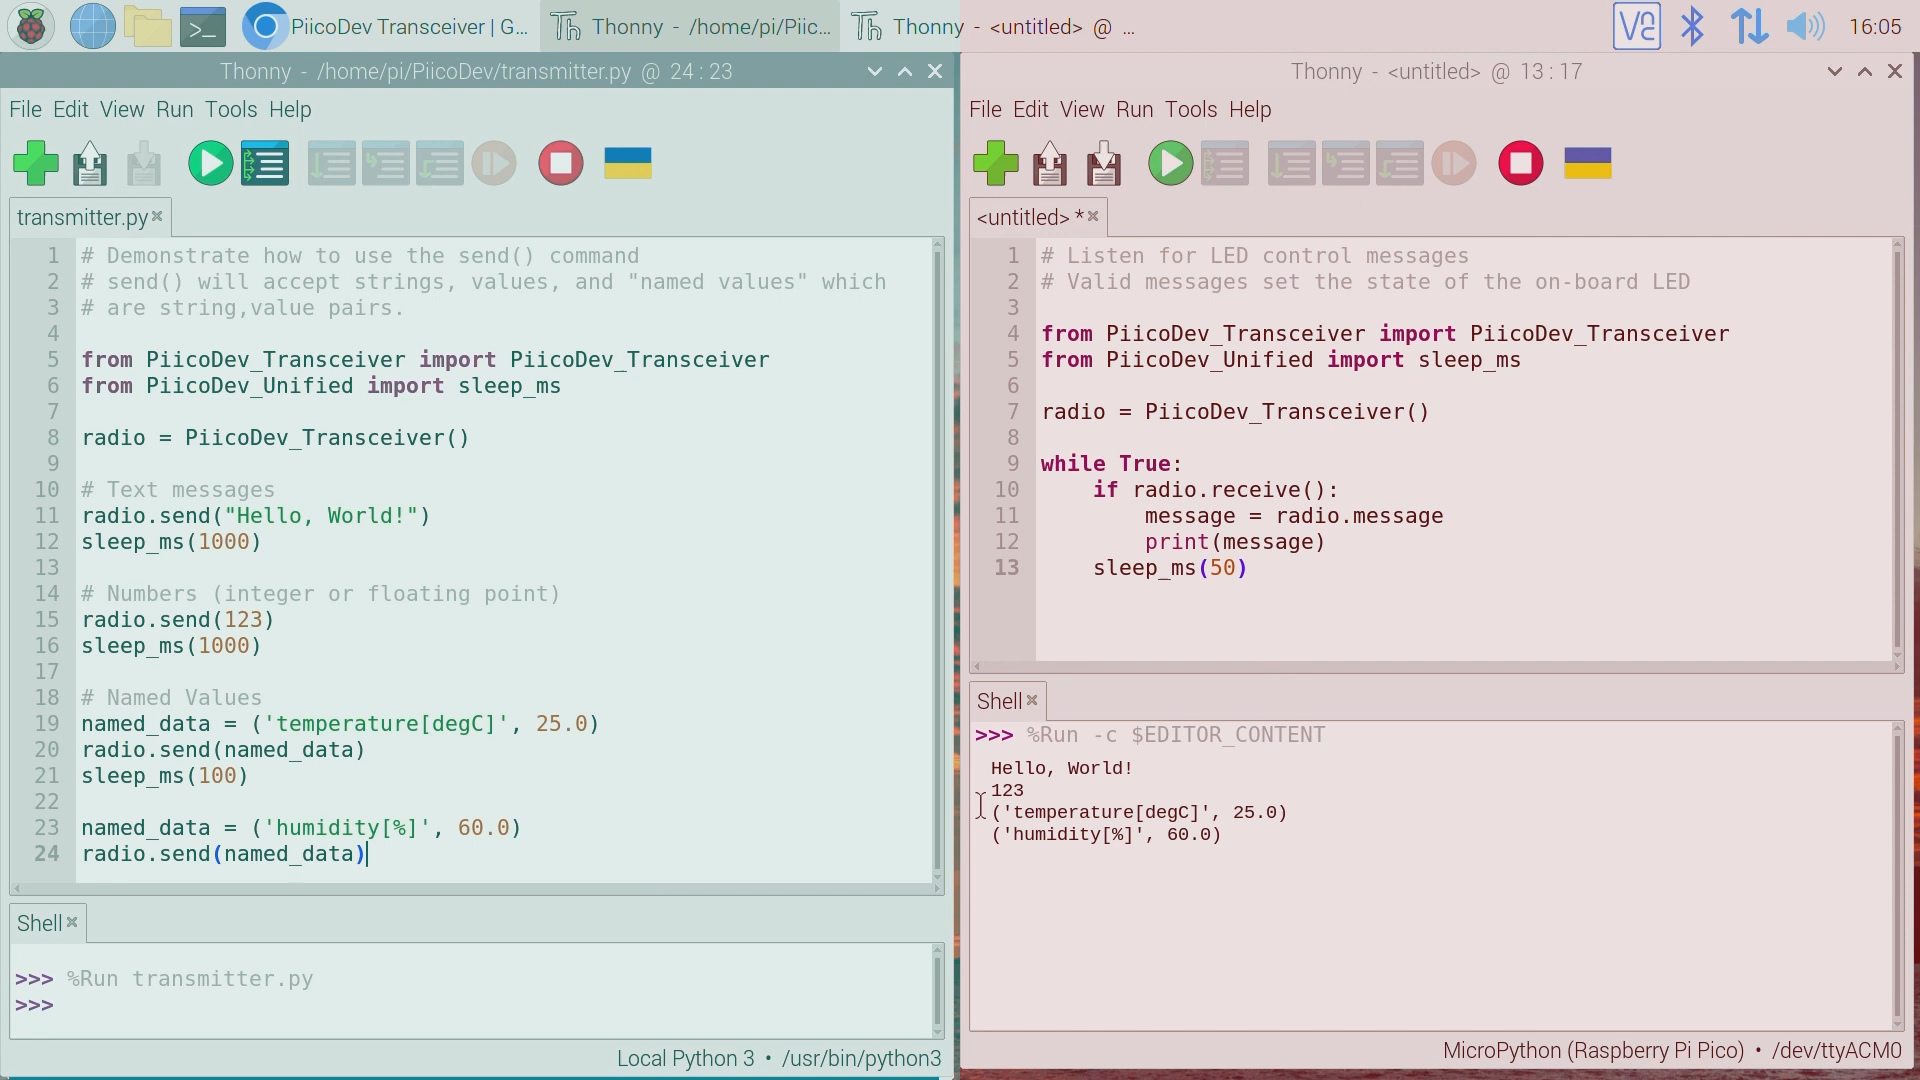 PiicoDev Transceiver | G...
Thonny - /home/pi/Piic...
Thonny - <untitled> @ ...
16:05
Thonny - /home/pi/PiicoDev/transmitter.py @ 24 : 23
File Edit View Run Tools Help
transmitter.py
1 # Demonstrate how to use the send() command
2 # send() will accept strings, values, and "named values" which
3 # are string,value pairs.
4
5 from PiicoDev_Transceiver import PiicoDev_Transceiver
6 from PiicoDev_Unified import sleep_ms
7
8 radio = PiicoDev_Transceiver()
9
10 # Text messages
11 radio.send("Hello, World!")
12 sleep_ms(1000)
13
14 # Numbers (integer or floating point)
15 radio.send(123)
16 sleep_ms(1000)
17
18 # Named Values
19 named_data = ('temperature[degC]', 25.0)
20 radio.send(named_data)
21 sleep_ms(100)
22
23 named_data = ('humidity[%]', 60.0)
24 radio.send(named_data)
Shell
>>> %Run transmitter.py
>>>
Local Python 3 • /usr/bin/python3
Thonny - <untitled> @ 13 : 17
File Edit View Run Tools Help
<untitled> *
1 # Listen for LED control messages
2 # Valid messages set the state of the on-board LED
3
4 from PiicoDev_Transceiver import PiicoDev_Transceiver
5 from PiicoDev_Unified import sleep_ms
6
7 radio = PiicoDev_Transceiver()
8
9 while True:
10     if radio.receive():
11         message = radio.message
12         print(message)
13     sleep_ms(50)
Shell
>>> %Run -c $EDITOR_CONTENT
Hello, World!
123
('temperature[degC]', 25.0)
('humidity[%]', 60.0)
MicroPython (Raspberry Pi Pico) • /dev/ttyACM0